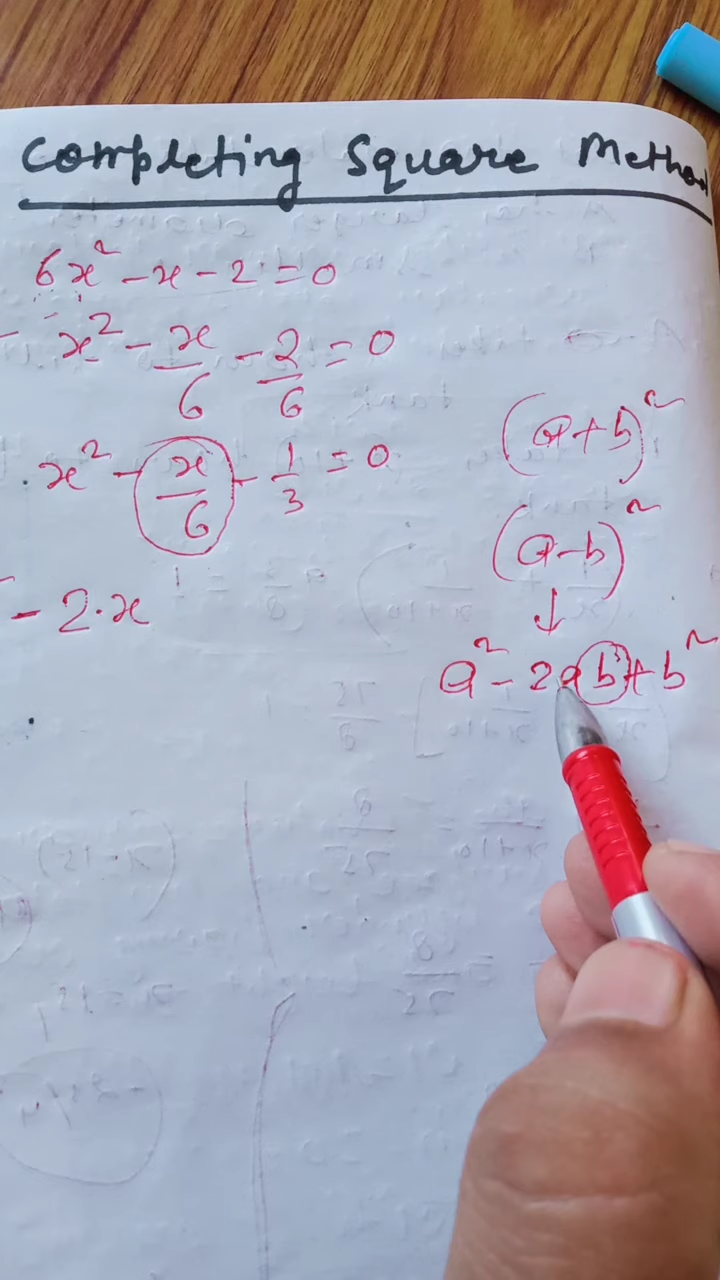 Completing Square Method
6x² - x - 2 = 0
x² - x/6 - 2/6 = 0
x² - x/6 - 1/3 = 0
- 2·x
(a+b)²
(a-b)²
↓
a² - 2ab + b²